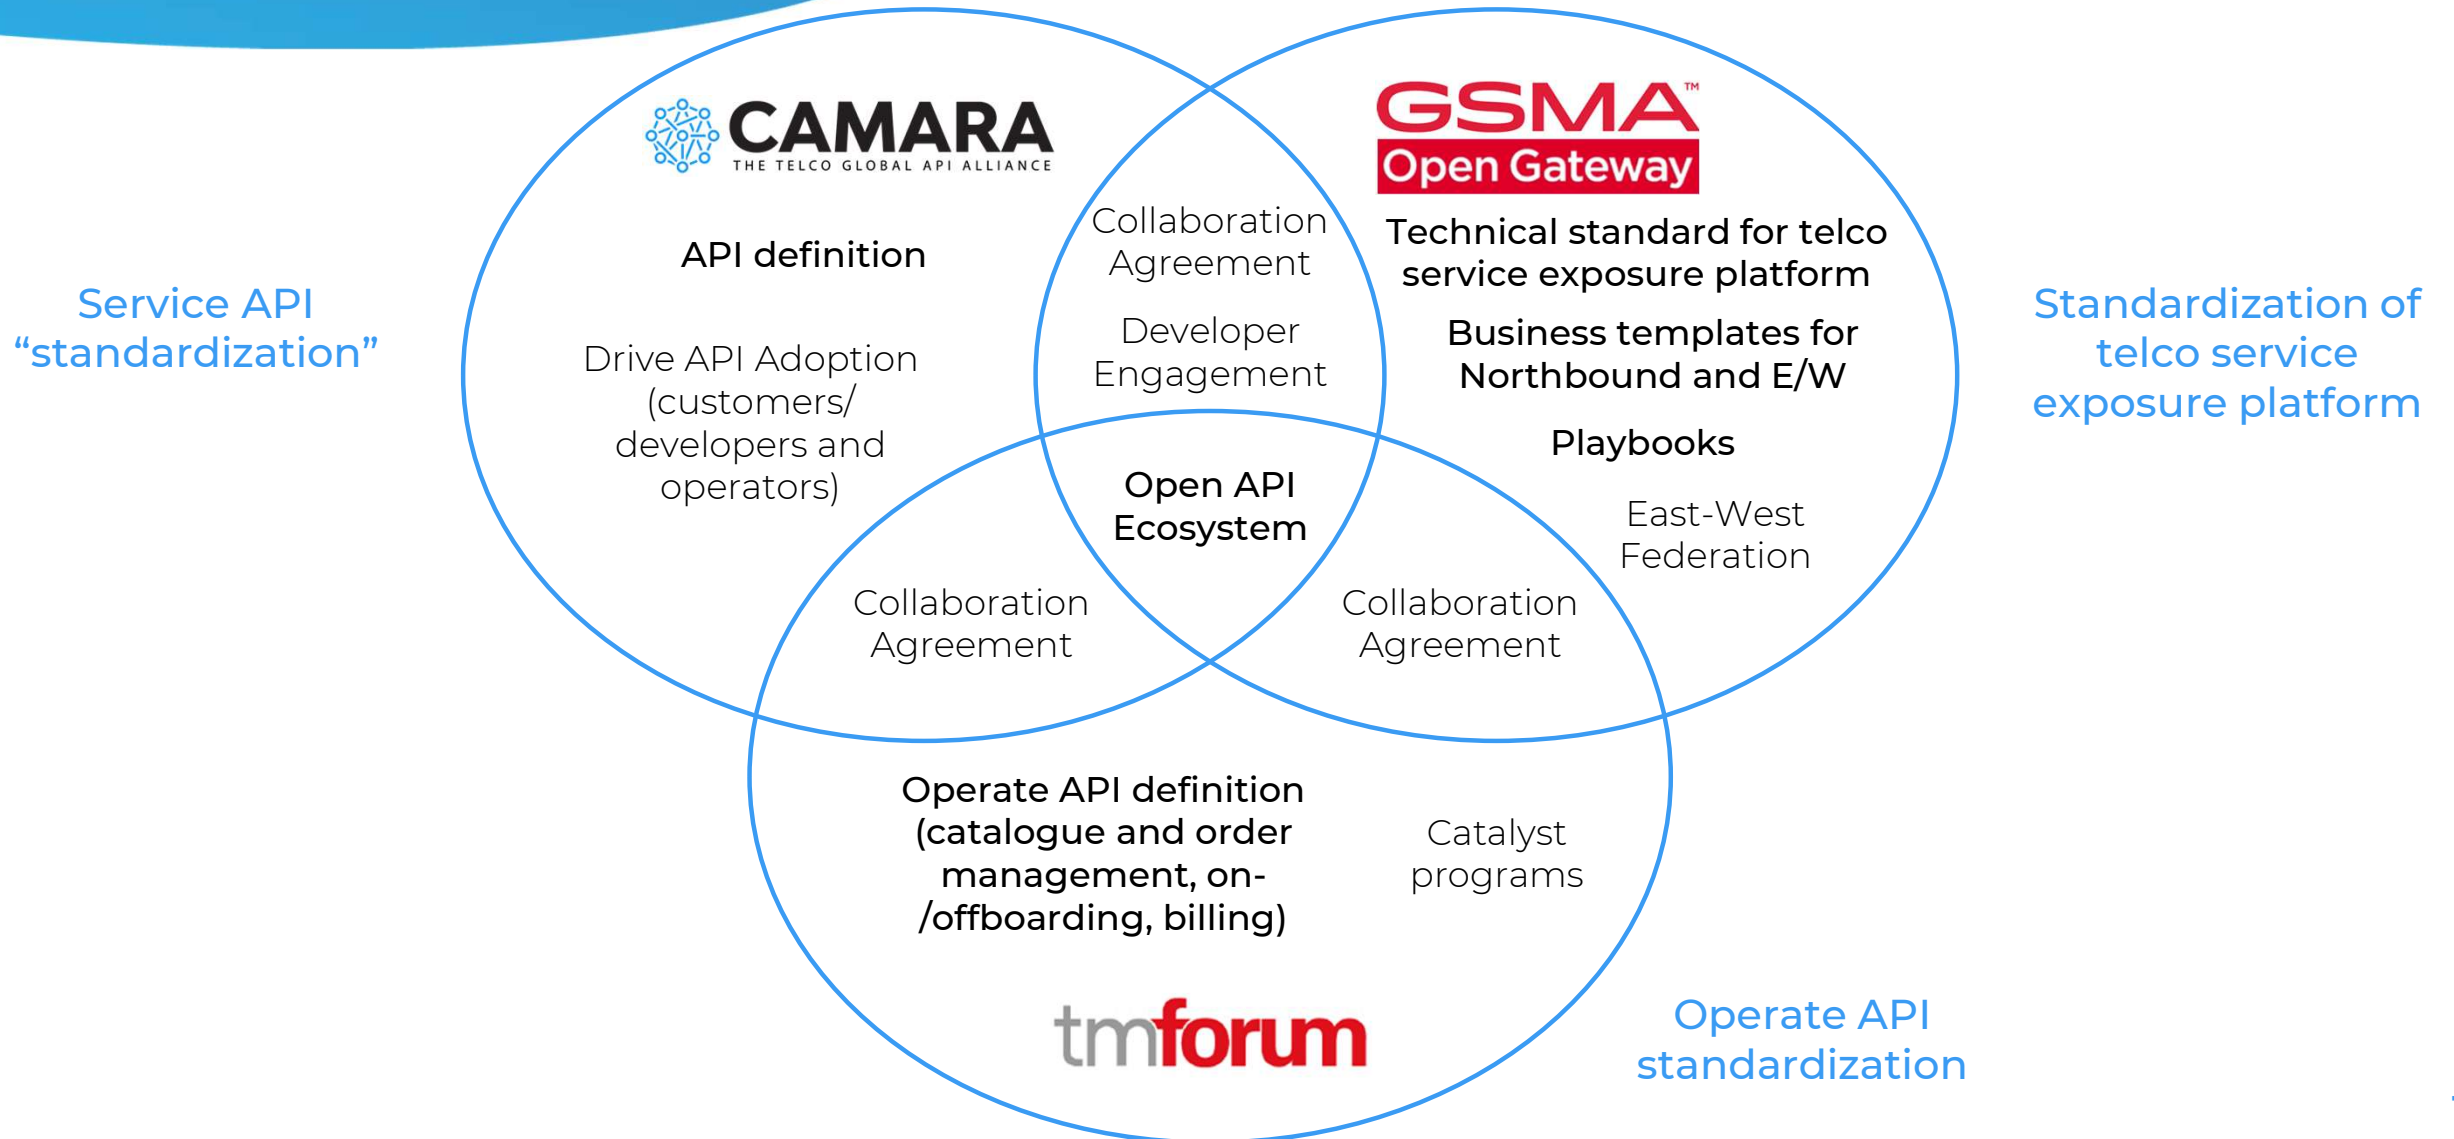 CAMARA
THE TELCO GLOBAL API ALLIANCE
API definition
Drive API Adoption
(customers/
developers and
operators)
Service API
“standardization”
Collaboration
Agreement
Developer
Engagement
GSMA™
Open Gateway
Technical standard for telco
service exposure platform
Business templates for
Northbound and E/W
Playbooks
East-West
Federation
Standardization of
telco service
exposure platform
Open API
Ecosystem
Collaboration
Agreement
Collaboration
Agreement
Operate API definition
(catalogue and order
management, on-
/offboarding, billing)
Catalyst
programs
tmforum
Operate API
standardization